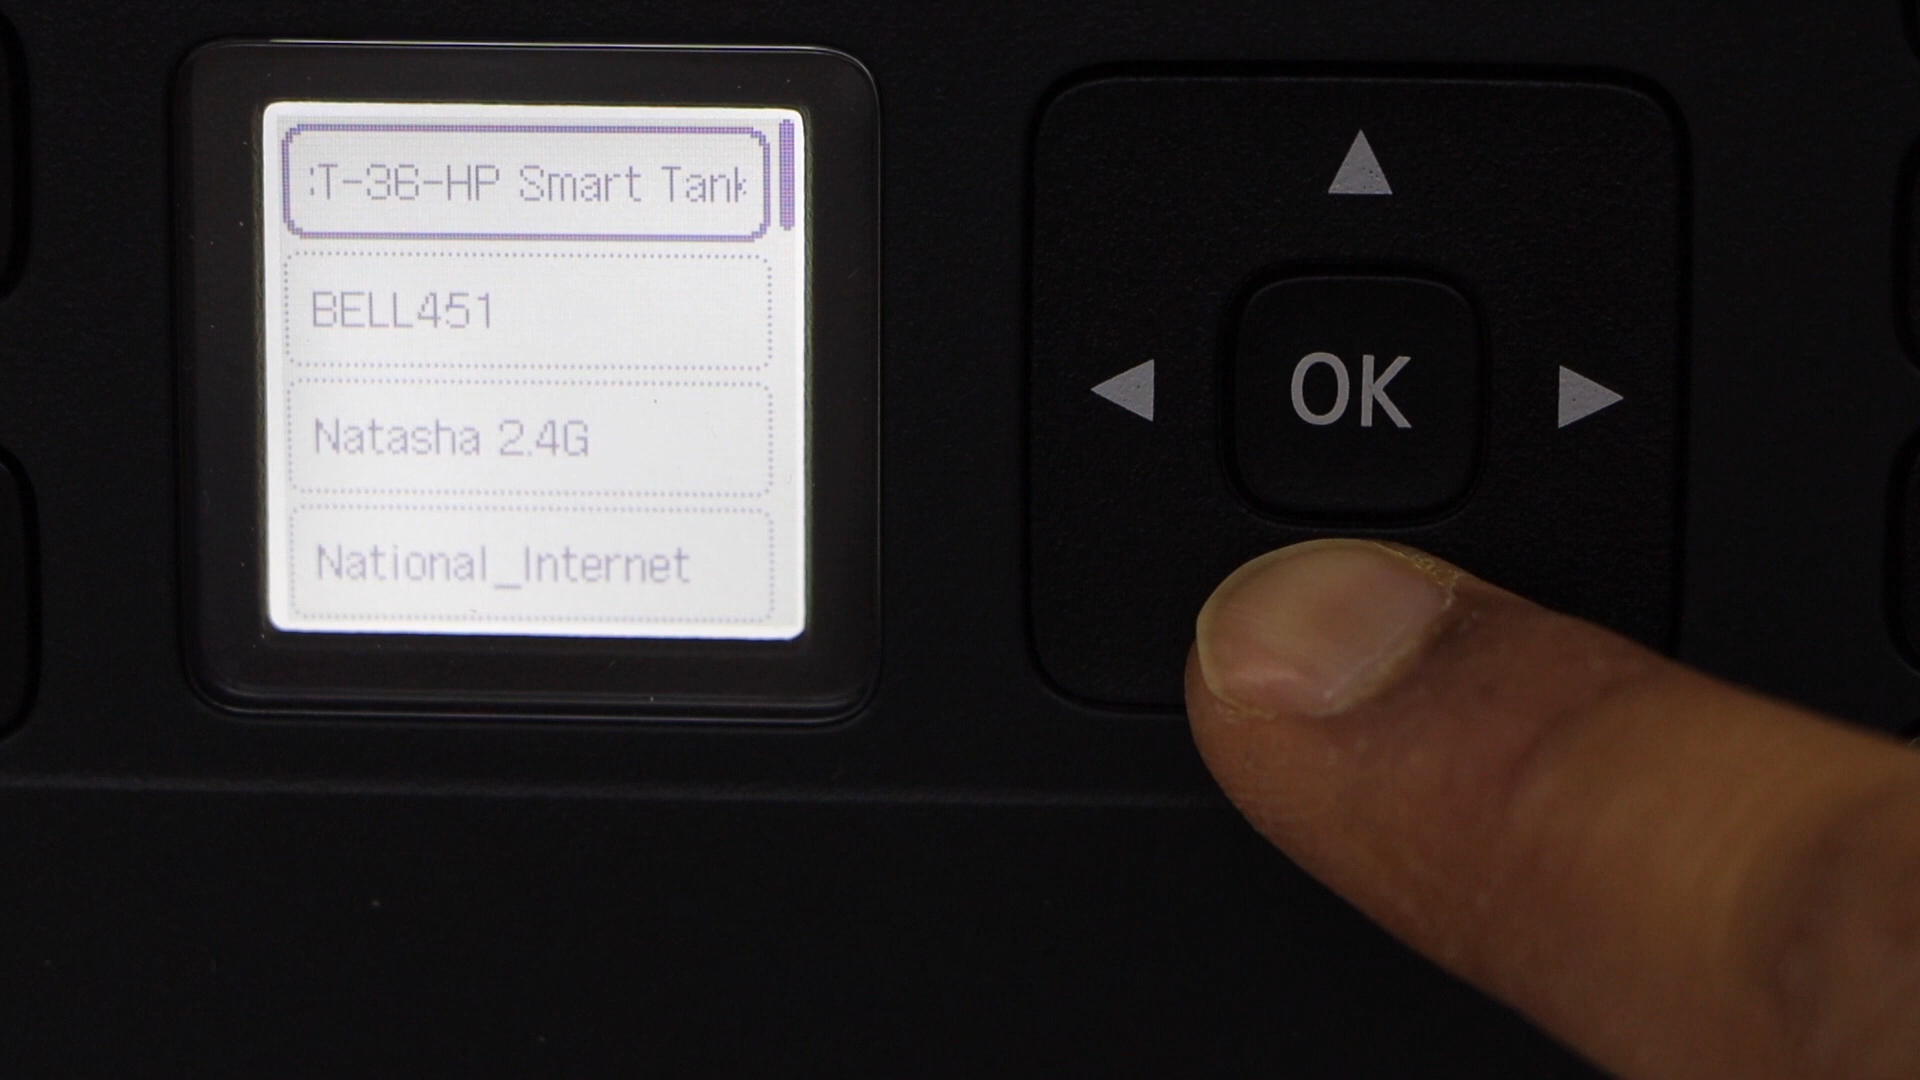 T-36-HP Smart Tank
BELL451
Natasha 2.4G
National_Internet
OK